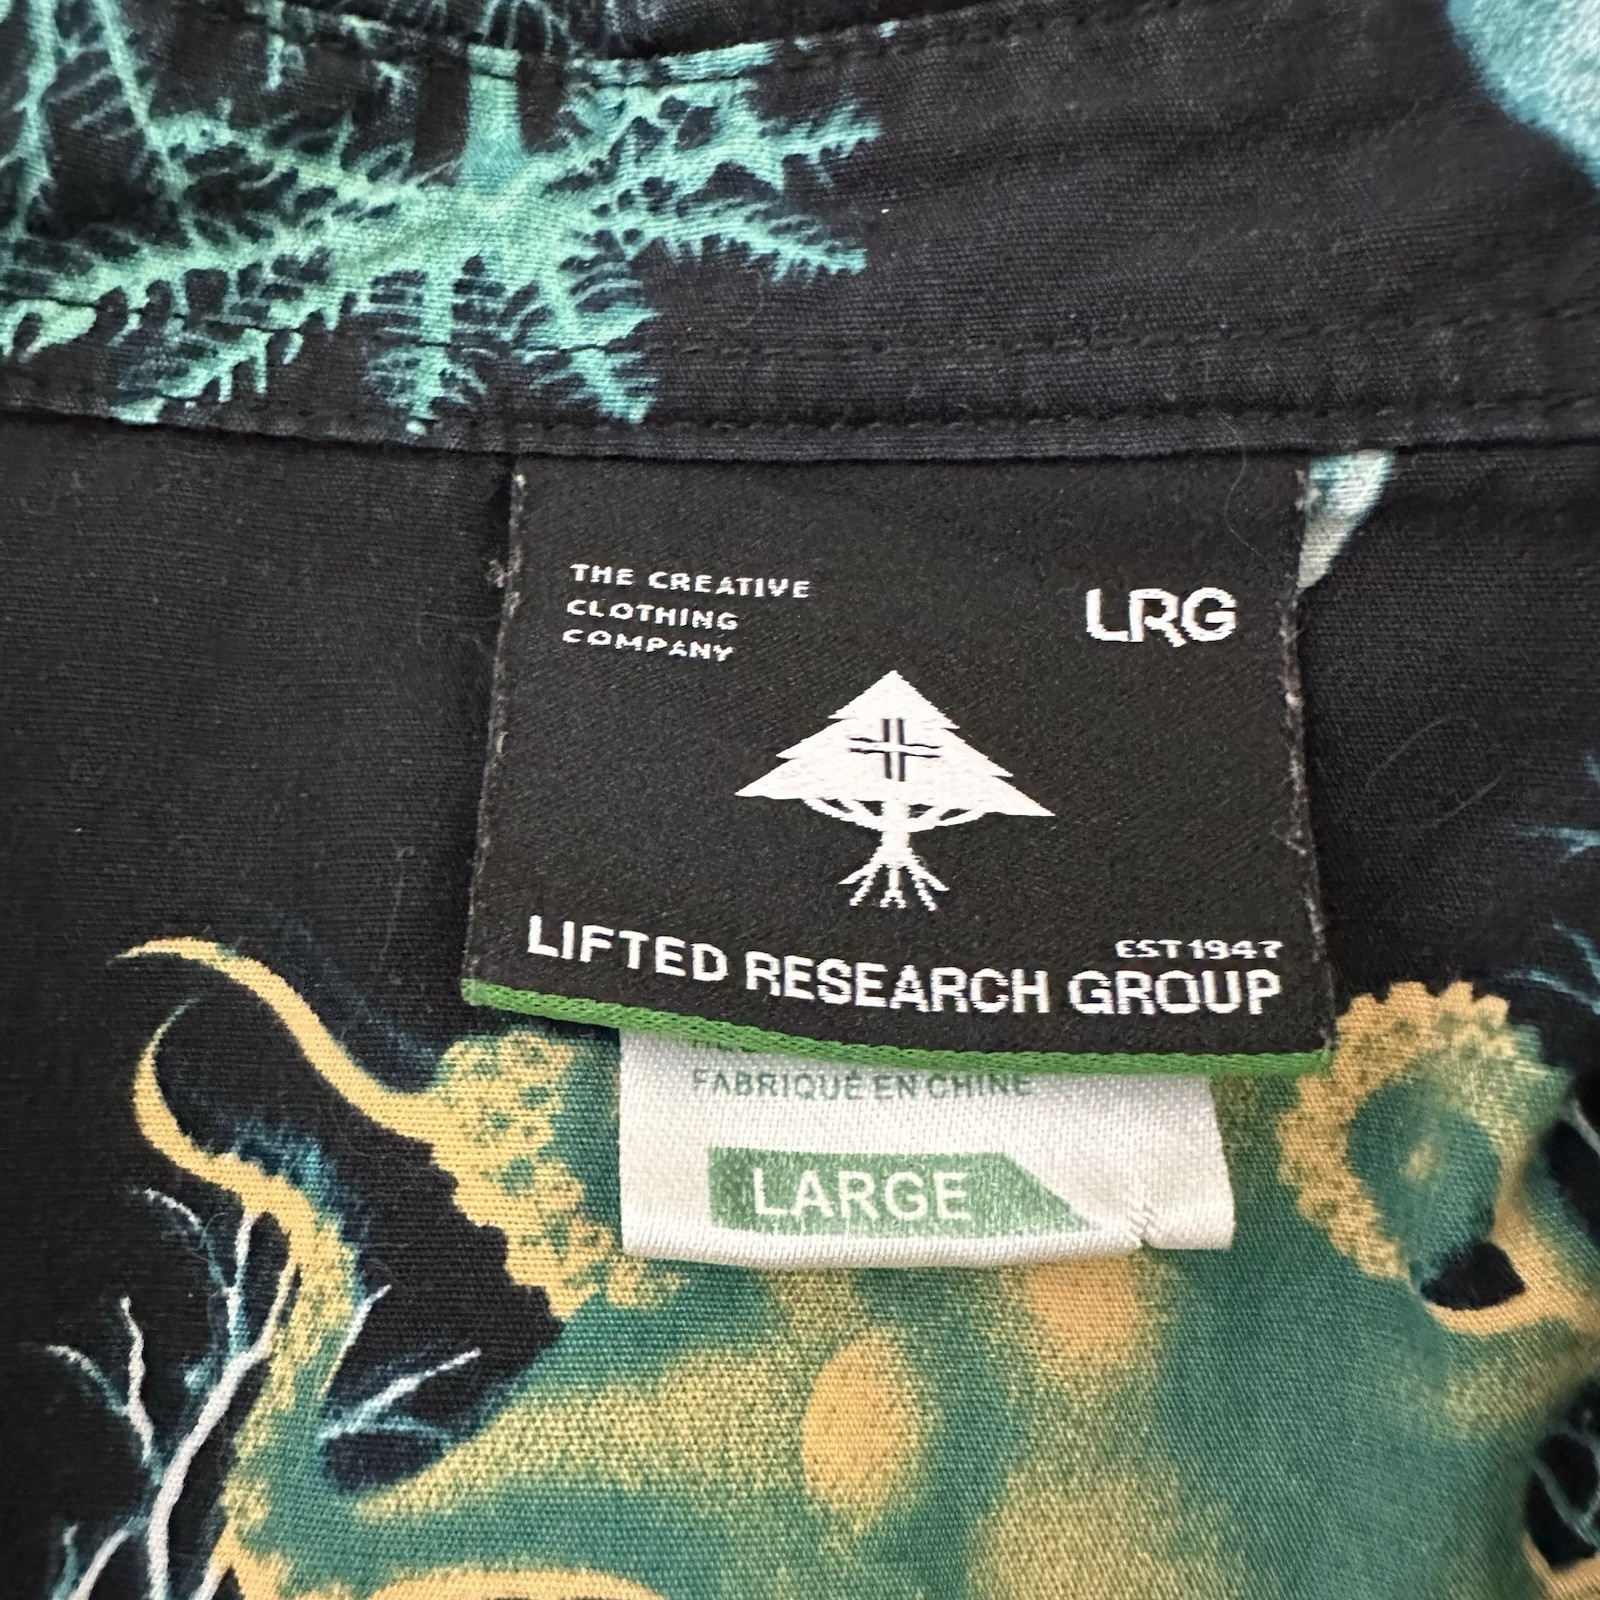 THE CREATIVE
CLOTHING
COMPANY
LRG
EST 1947
LIFTED RESEARCH GROUP
FABRIQUÉ EN CHINE
LARGE